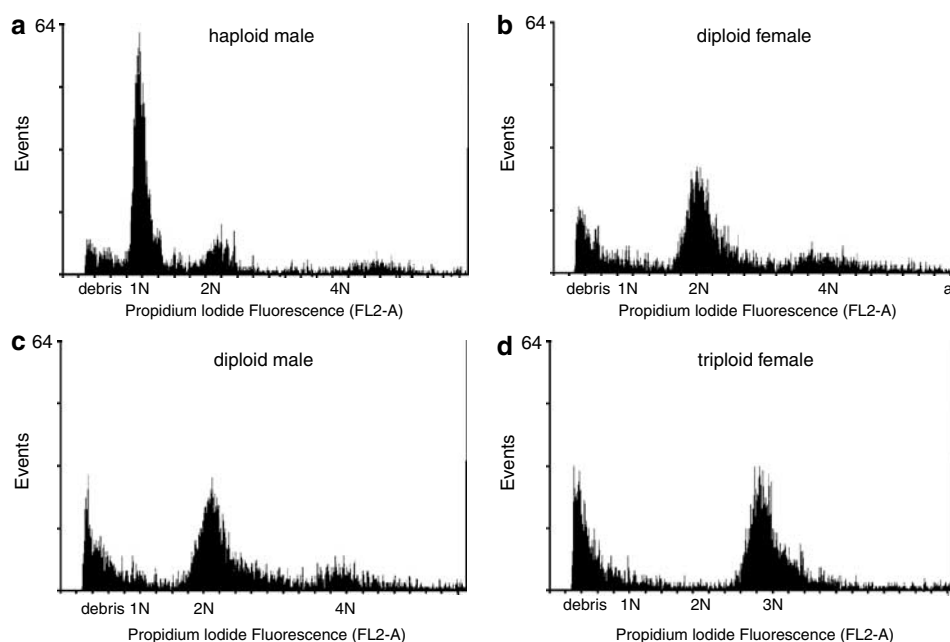 a
64
haploid male
Events
debris 1N 2N 4N
Propidium Iodide Fluorescence (FL2-A)
b
64
diploid female
Events
debris 1N 2N 4N a
Propidium Iodide Fluorescence (FL2-A)
c
64
diploid male
Events
debris 1N 2N 4N
Propidium Iodide Fluorescence (FL2-A)
d
64
triploid female
Events
debris 1N 2N 3N
Propidium Iodide Fluorescence (FL2-A)